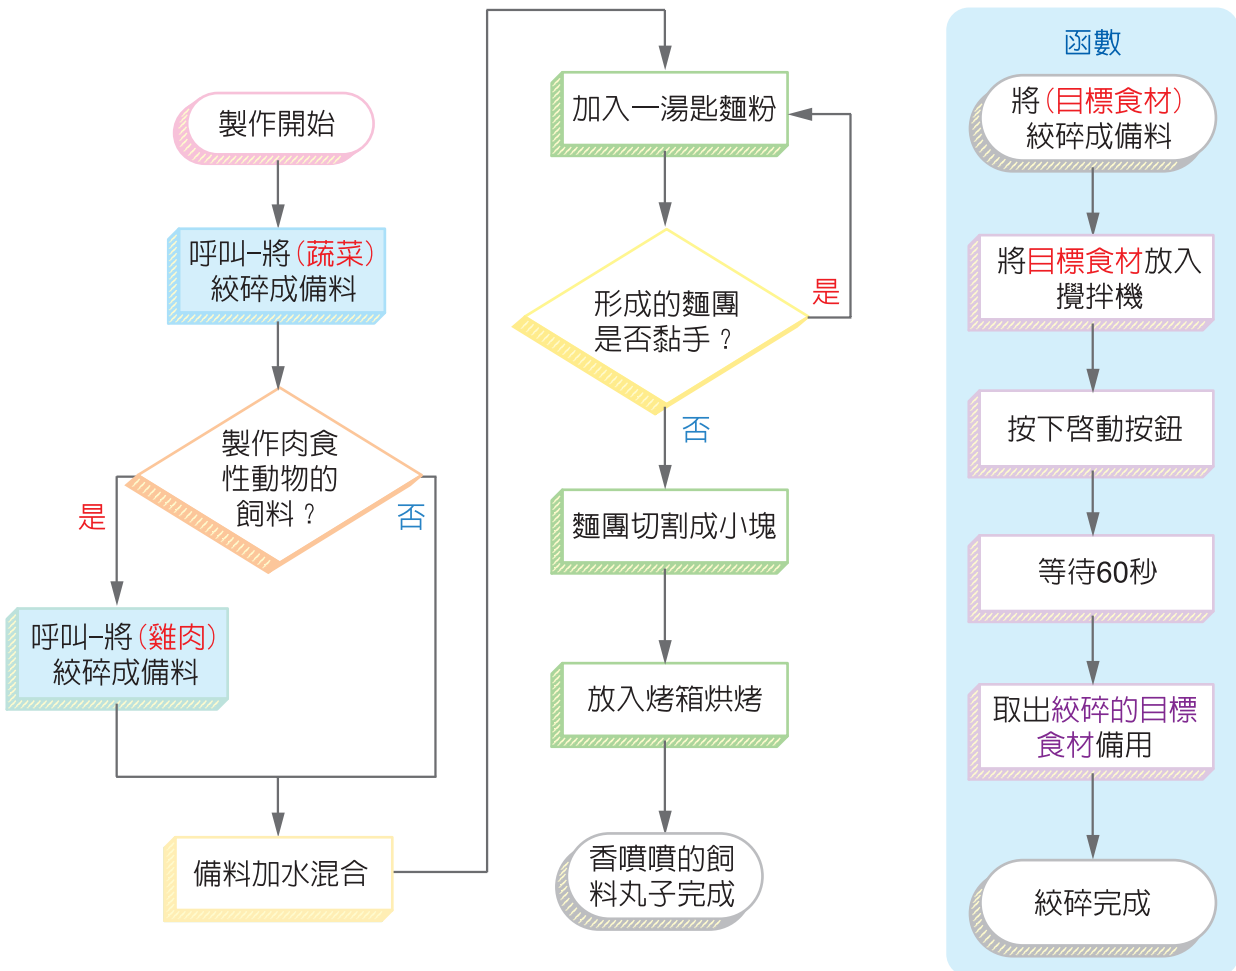 製作開始
呼叫-將(蔬菜)
絞碎成備料
製作肉食
性動物的
飼料？
是
否
呼叫-將(雞肉)
絞碎成備料
備料加水混合
加入一湯匙麵粉
形成的麵團
是否黏手？
是
否
麵團切割成小塊
放入烤箱烘烤
香噴噴的飼
料丸子完成
函數
將(目標食材)
絞碎成備料
將目標食材放入
攪拌機
按下啓動按鈕
等待60秒
取出絞碎的目標
食材備用
絞碎完成